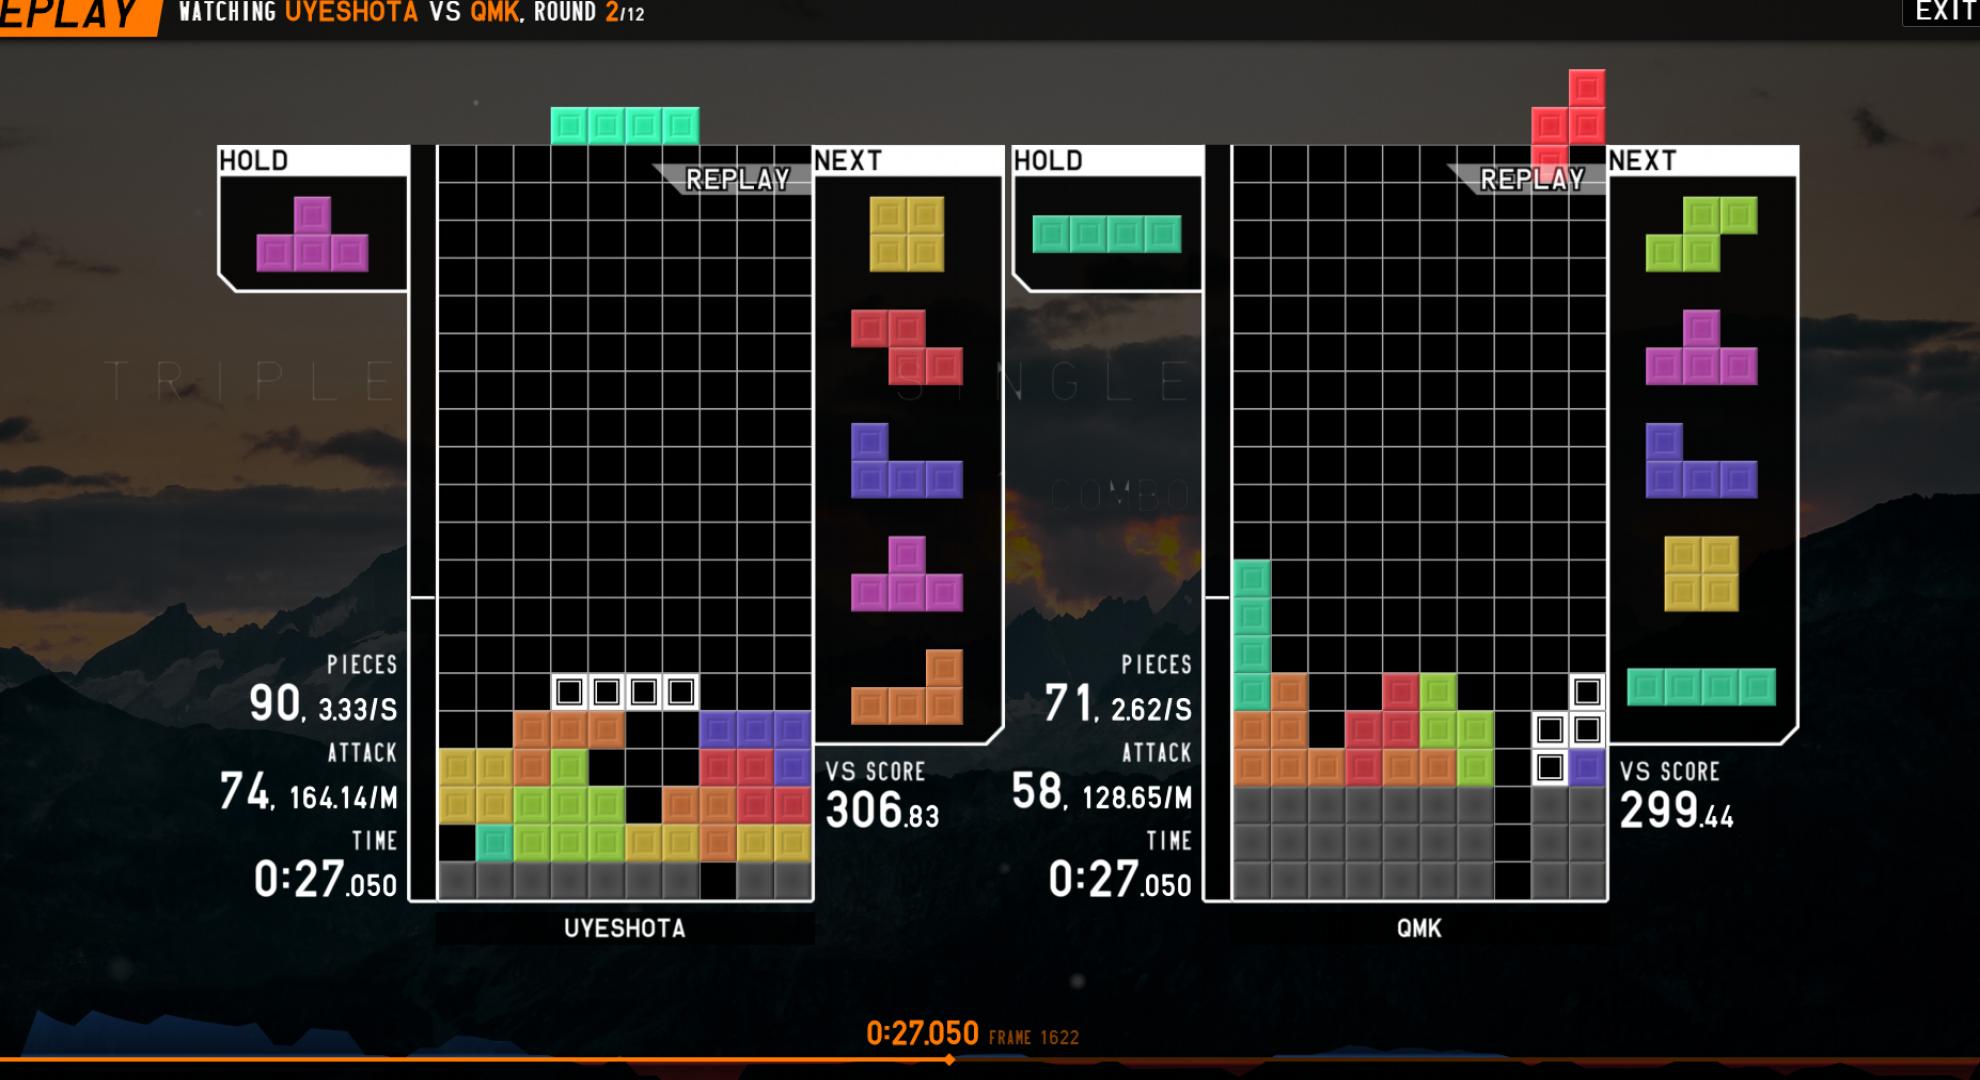 EPLAY WATCHING UYESHOTA VS QMK, ROUND 2/12 EXIT
HOLD
REPLAY
NEXT
TRIPLE
PIECES
90, 3.33/S
ATTACK
74, 164.14/M
TIME
0:27.050
VS SCORE
306.83
UYESHOTA
HOLD
REPLAY
NEXT
SINGLE
COMBO
PIECES
71, 2.62/S
ATTACK
58, 128.65/M
TIME
0:27.050
VS SCORE
299.44
QMK
0:27.050 FRAME 1622